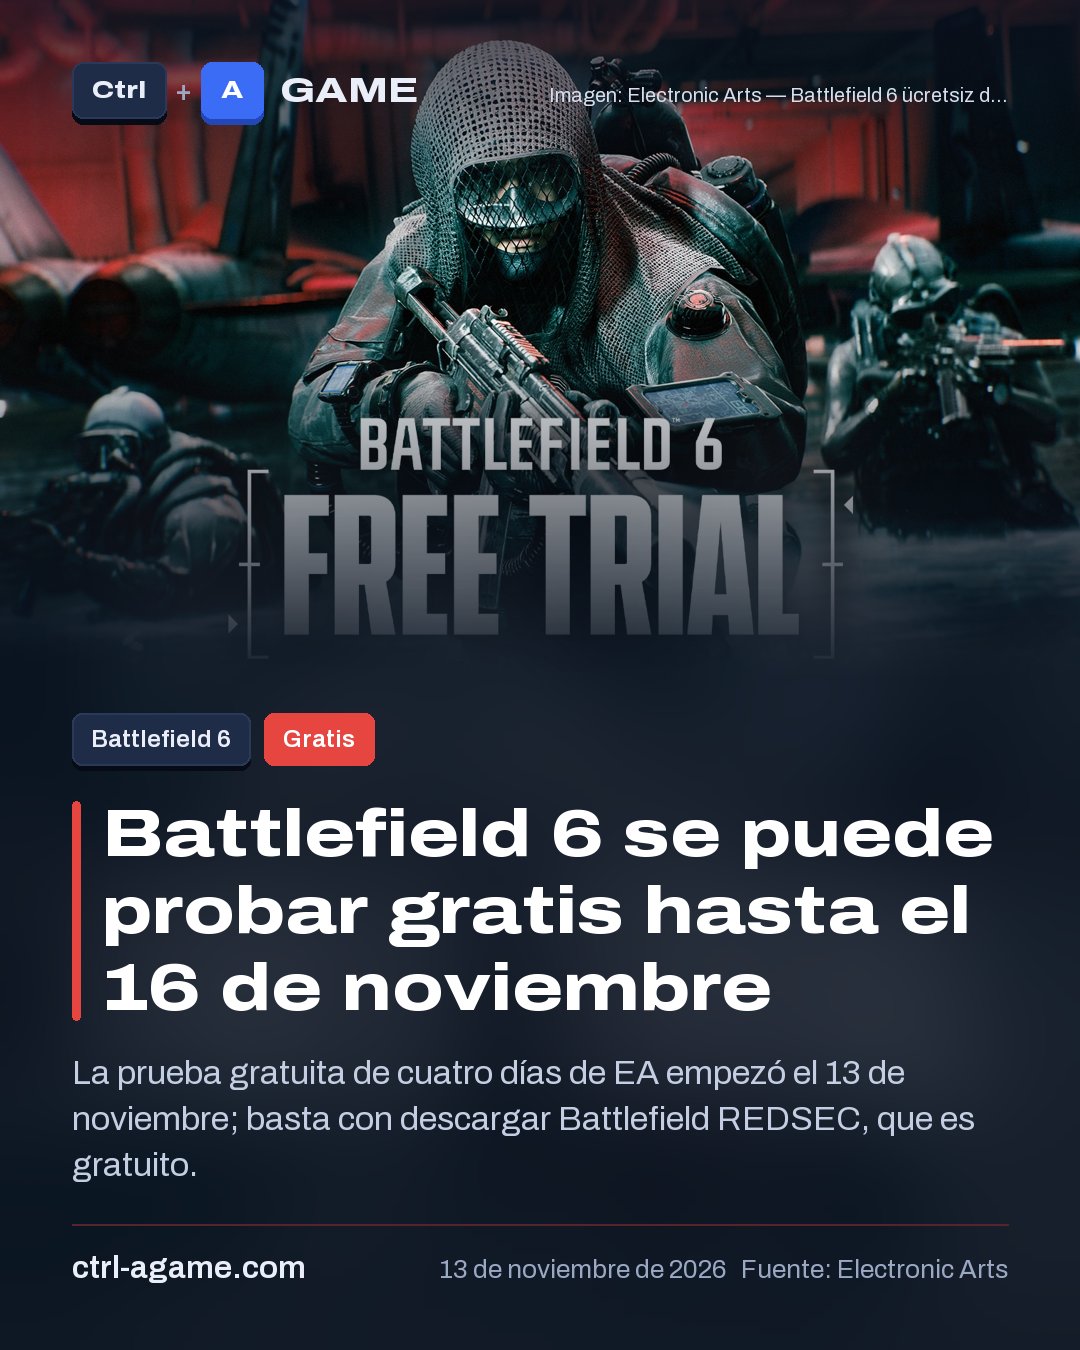 Ctrl + A GAME
Imagen: Electronic Arts — Battlefield 6 ücretsiz d...
BATTLEFIELD 6™
FREE TRIAL
Battlefield 6
Gratis
Battlefield 6 se puede
probar gratis hasta el
16 de noviembre
La prueba gratuita de cuatro días de EA empezó el 13 de
noviembre; basta con descargar Battlefield REDSEC, que es
gratuito.
ctrl-agame.com
13 de noviembre de 2026 Fuente: Electronic Arts